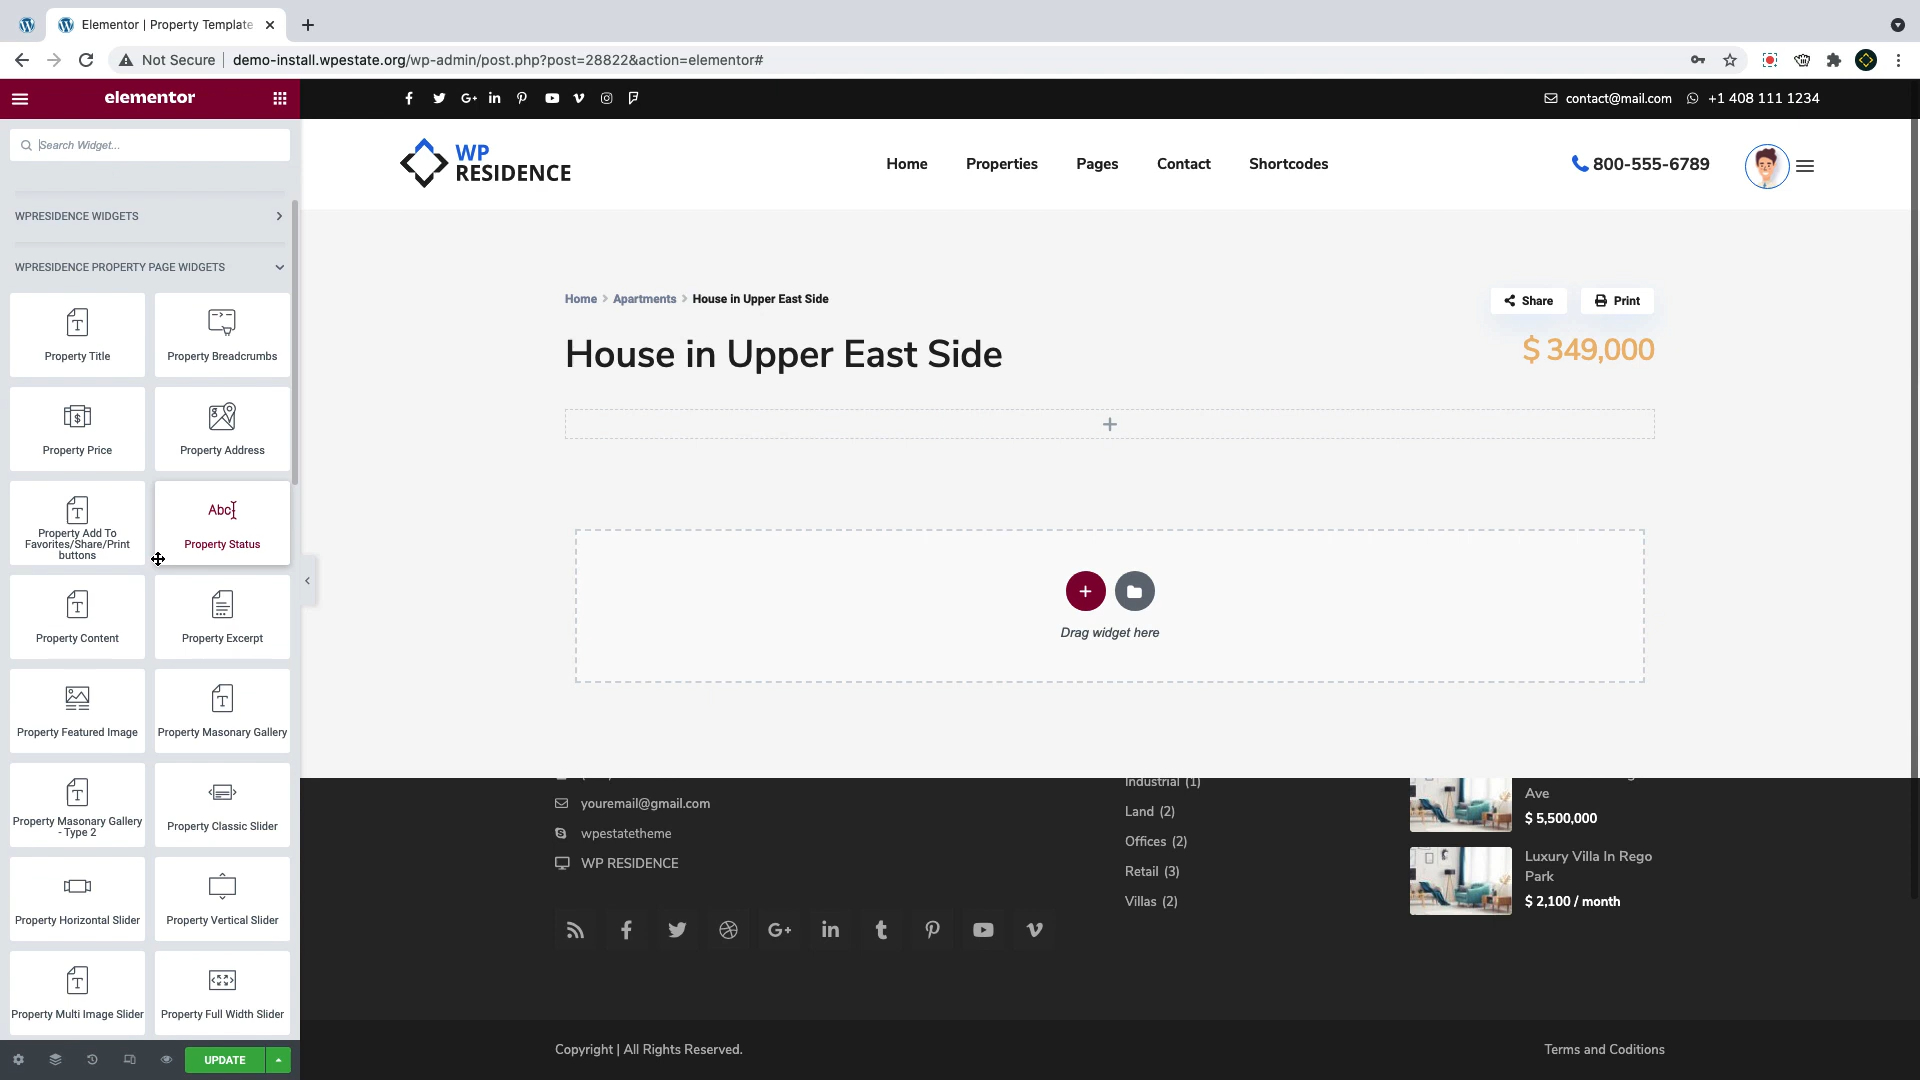 Elementor | Property Template
Not Secure
demo-install.wpestate.org/wp-admin/post.php?post=28822&action=elementor#
elementor
contact@mail.com
+1 408 111 1234
Search Widget...
WP
RESIDENCE
Home
Properties
Pages
Contact
Shortcodes
800-555-6789
WPRESIDENCE WIDGETS
WPRESIDENCE PROPERTY PAGE WIDGETS
Property Title
Property Breadcrumbs
Property Price
Property Address
Property Add To
Favorites/Share/Print
buttons
Abc
Property Status
Property Content
Property Excerpt
Property Featured Image
Property Masonary Gallery
Property Masonary Gallery
- Type 2
Property Classic Slider
Property Horizontal Slider
Property Vertical Slider
Property Multi Image Slider
Property Full Width Slider
UPDATE
Home > Apartments > House in Upper East Side
Share
Print
House in Upper East Side
$ 349,000
Drag widget here
youremail@gmail.com
wpestatetheme
WP RESIDENCE
Industrial (1)
Land (2)
Offices (2)
Retail (3)
Villas (2)
Ave
$ 5,500,000
Luxury Villa In Rego
Park
$ 2,100 / month
Copyright | All Rights Reserved.
Terms and Coditions